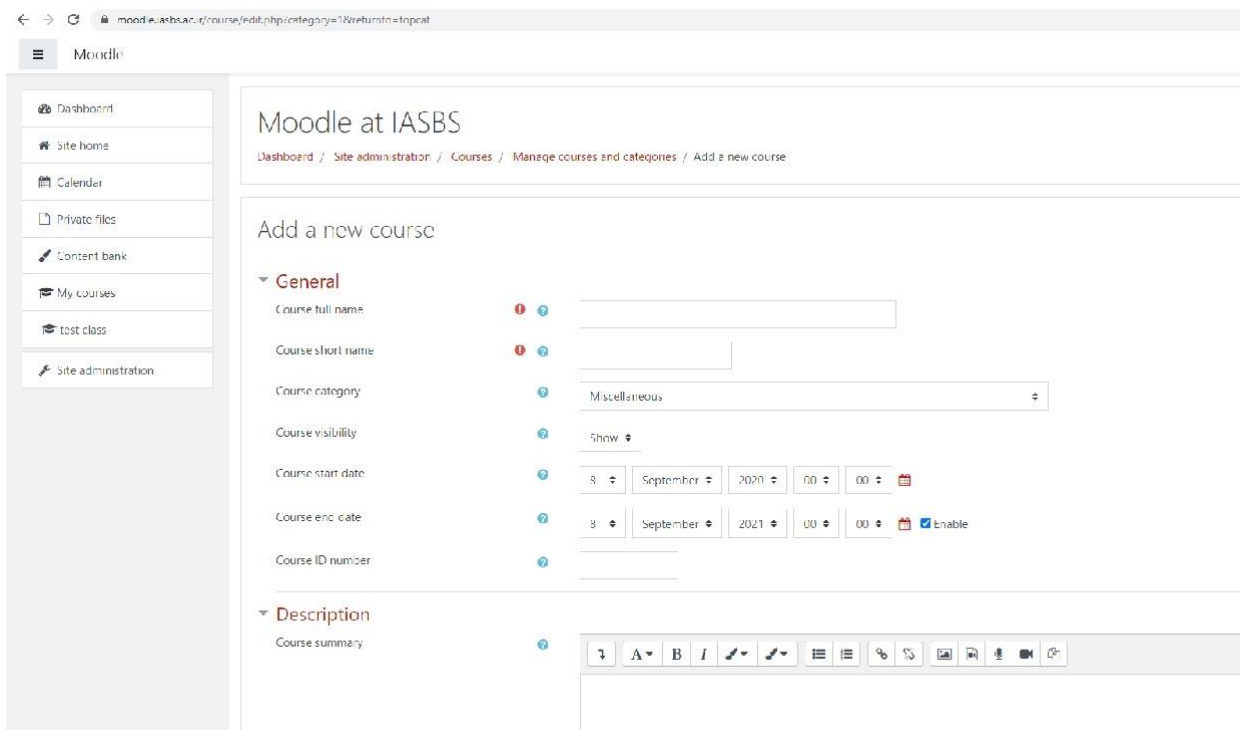 moodle.iasbs.ac.ir/course/edit.php?category=1&returnto=topcat
Moodle
Dashboard
Site home
Calendar
Private files
Content bank
My courses
test class
Site administration
Moodle at IASBS
Dashboard / Site administration / Courses / Manage courses and categories / Add a new course
Add a new course
General
Course full name
Course short name
Course category Miscellaneous
Course visibility Show
Course start date 8 September 2020 00 00
Course end date 8 September 2021 00 00 Enable
Course ID number
Description
Course summary
A B I